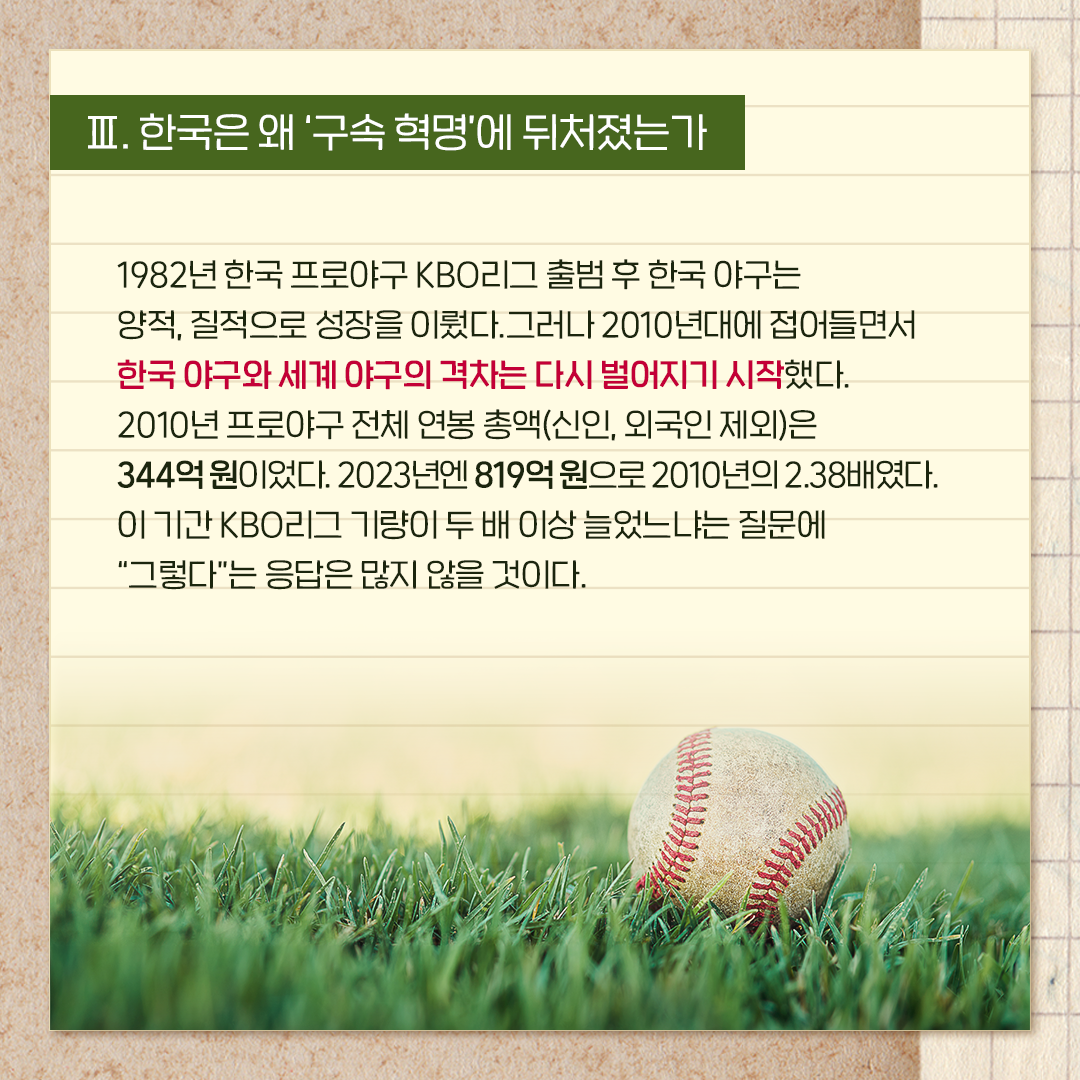 Ⅲ. 한국은 왜 ‘구속 혁명’에 뒤처졌는가
1982년 한국 프로야구 KBO리그 출범 후 한국 야구는
양적, 질적으로 성장을 이뤘다.그러나 2010년대에 접어들면서
한국 야구와 세계 야구의 격차는 다시 벌어지기 시작했다.
2010년 프로야구 전체 연봉 총액(신인, 외국인 제외)은
344억 원이었다. 2023년엔 819억 원으로 2010년의 2.38배였다.
이 기간 KBO리그 기량이 두 배 이상 늘었느냐는 질문에
“그렇다”는 응답은 많지 않을 것이다.